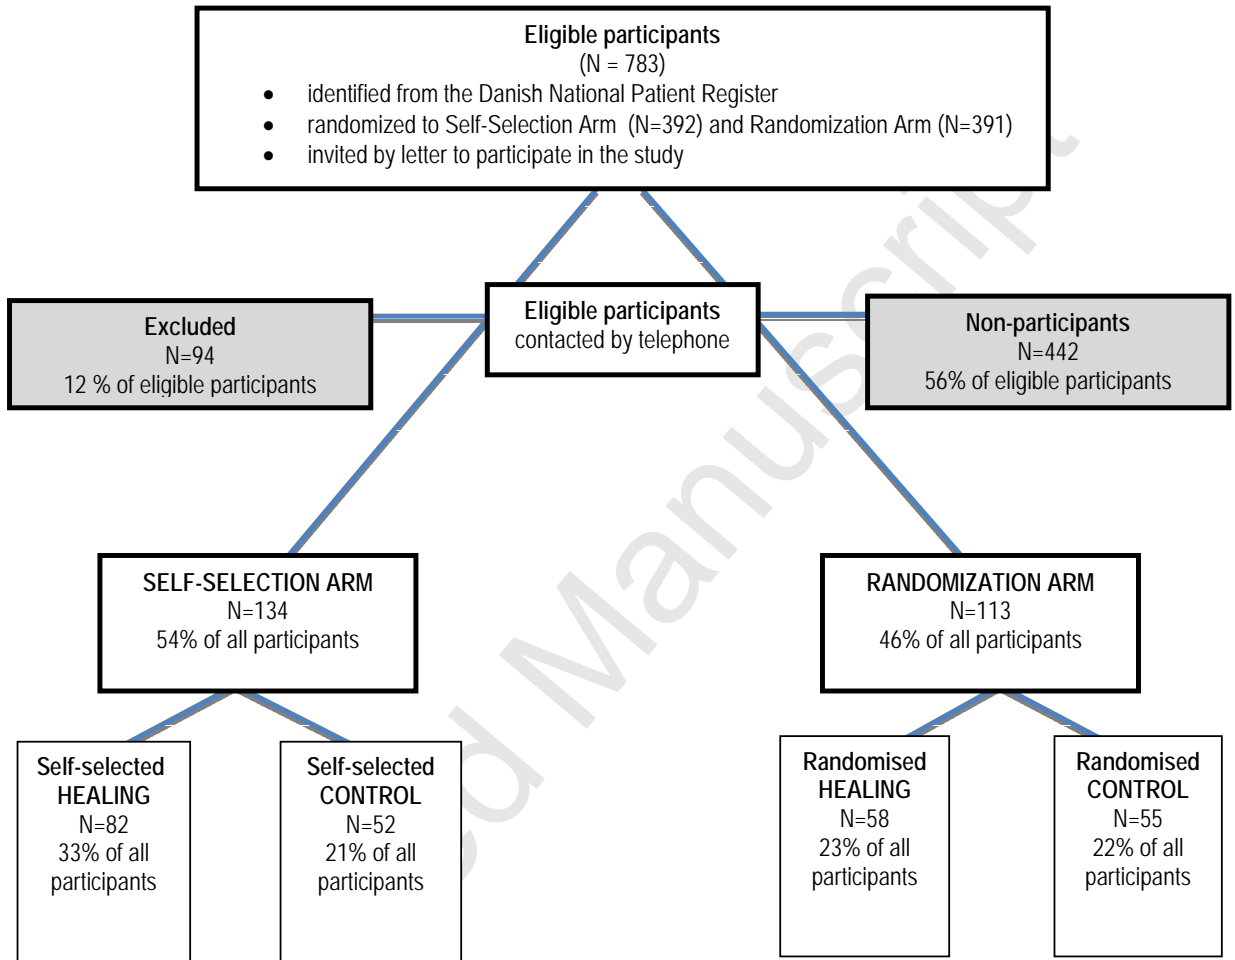 Eligible participants
(N = 783)
• identified from the Danish National Patient Register
• randomized to Self-Selection Arm (N=392) and Randomization Arm (N=391)
• invited by letter to participate in the study
Eligible participants
contacted by telephone
Excluded
N=94
12 % of eligible participants
Non-participants
N=442
56% of eligible participants
SELF-SELECTION ARM
N=134
54% of all participants
RANDOMIZATION ARM
N=113
46% of all participants
Self-selected
HEALING
N=82
33% of all
participants
Self-selected
CONTROL
N=52
21% of all
participants
Randomised
HEALING
N=58
23% of all
participants
Randomised
CONTROL
N=55
22% of all
participants
ed Manuscript